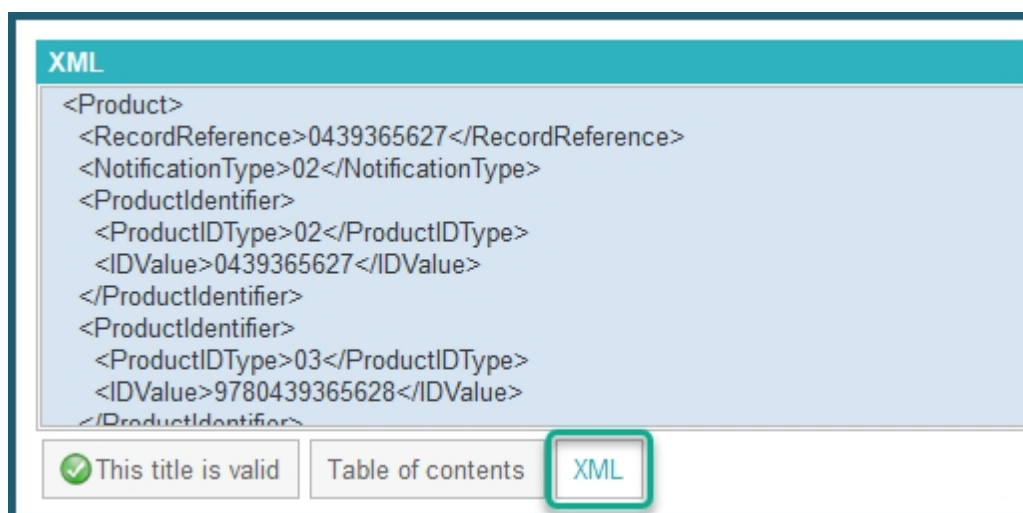 XML
<Product>
<RecordReference>0439365627</RecordReference>
<NotificationType>02</NotificationType>
<ProductIdentifier>
<ProductIDType>02</ProductIDType>
<IDValue>0439365627</IDValue>
</ProductIdentifier>
<ProductIdentifier>
<ProductIDType>03</ProductIDType>
<IDValue>9780439365628</IDValue>
</ProductIdentifier>
This title is valid
Table of contents
XML